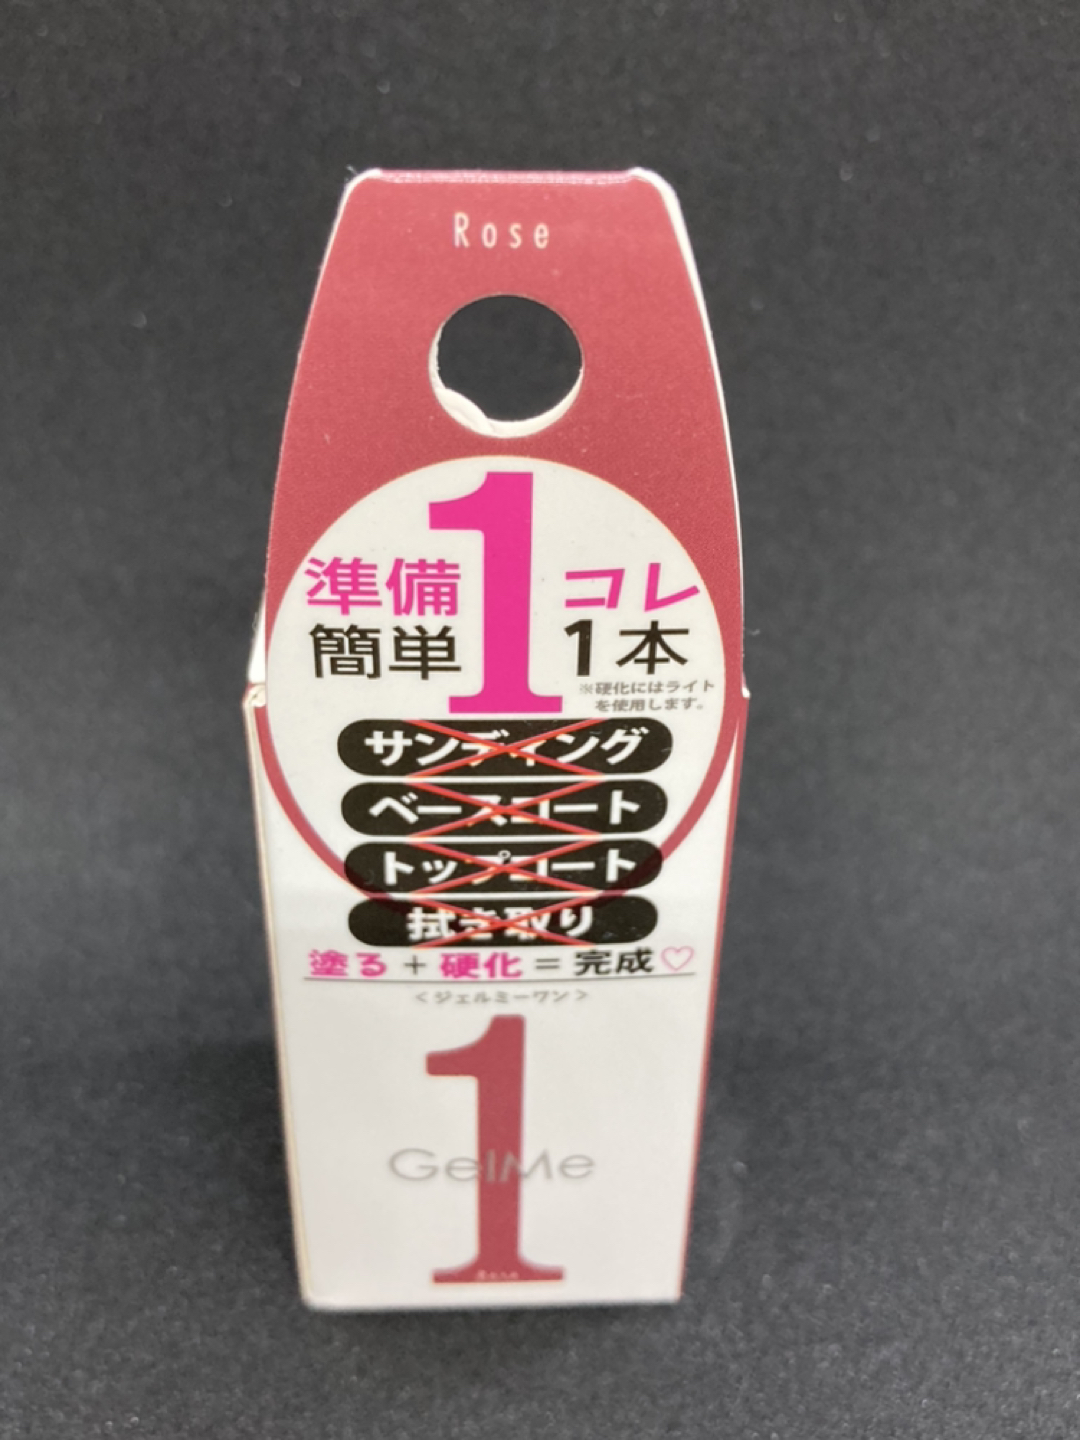 Rose
準備 1 コレ
簡単 1本
※硬化にはライト
を使用します。
サンディング
ベースコート
トップコート
拭き取り
塗る + 硬化 = 完成♡
<ジェルミーワン>
1
GelMe